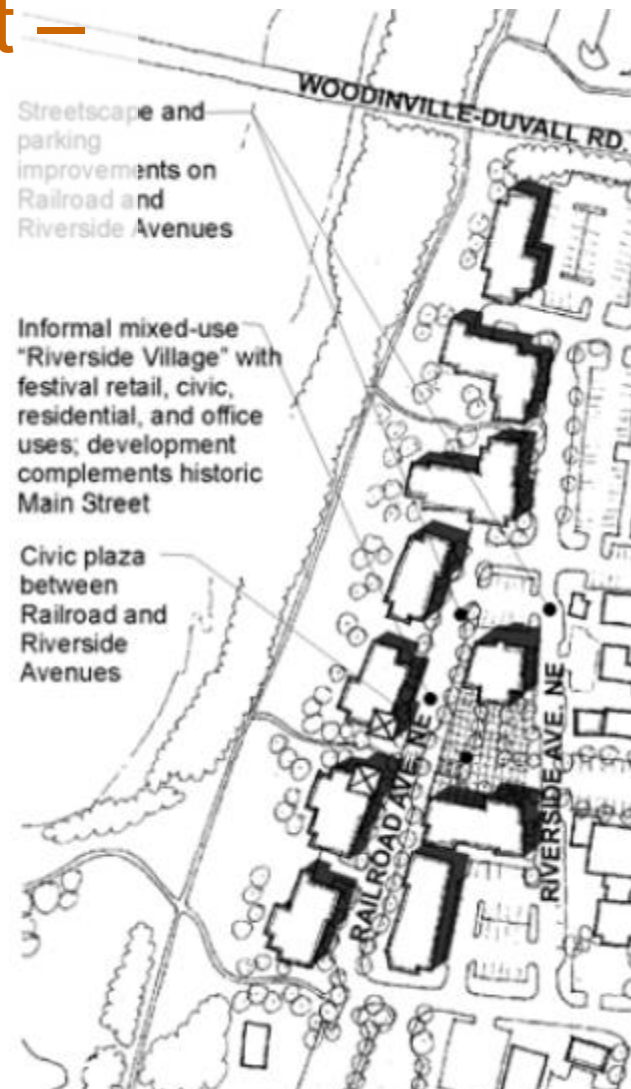 t –
WOODINVILLE-DUVALL RD.
Streetscape and
parking
improvements on
Railroad and
Riverside Avenues
Informal mixed-use
“Riverside Village” with
festival retail, civic,
residential, and office
uses; development
complements historic
Main Street
Civic plaza
between
Railroad and
Riverside
Avenues
RAILROAD AVE. NE
RIVERSIDE AVE. NE